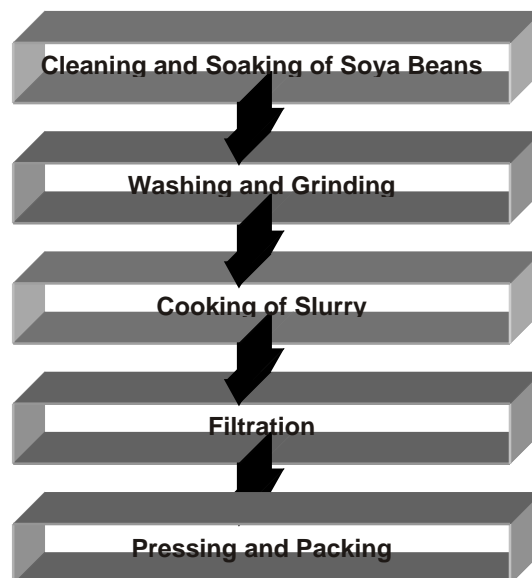 Cleaning and Soaking of Soya Beans
Washing and Grinding
Cooking of Slurry
Filtration
Pressing and Packing